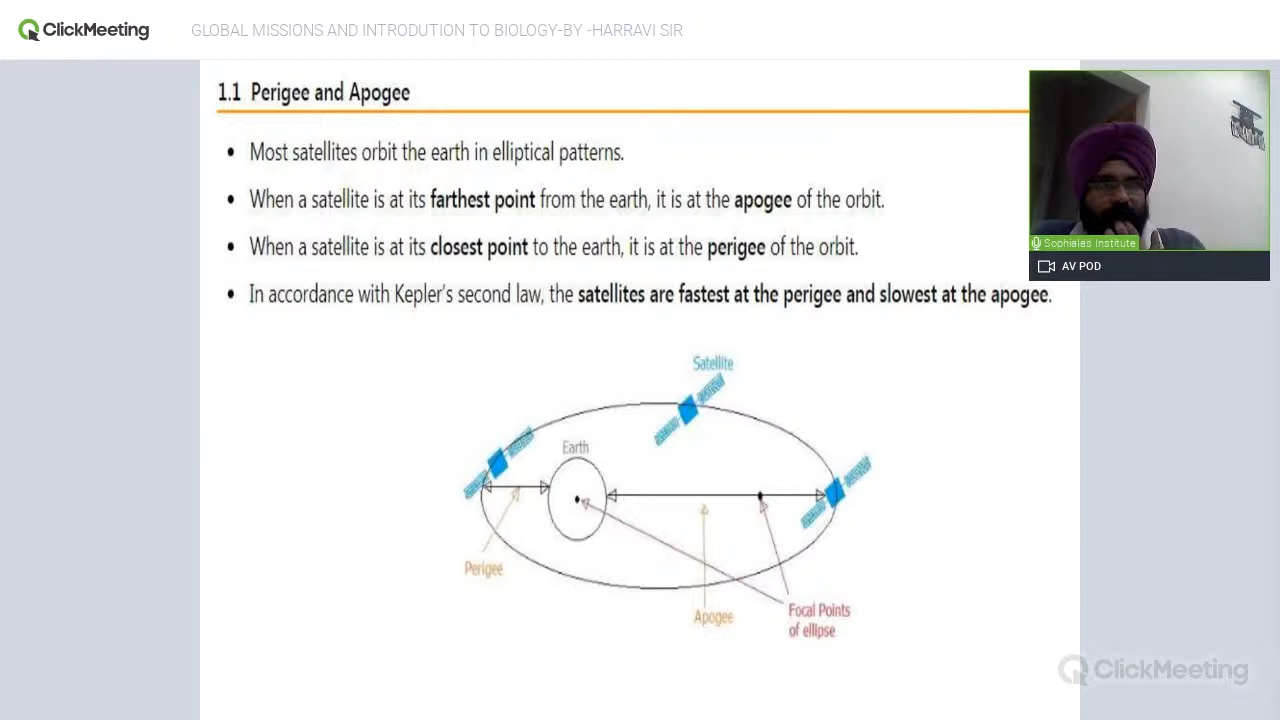 ClickMeeting
GLOBAL MISSIONS AND INTRODUTION TO BIOLOGY-BY -HARRAVI SIR
1.1 Perigee and Apogee
• Most satellites orbit the earth in elliptical patterns.
• When a satellite is at its farthest point from the earth, it is at the apogee of the orbit.
• When a satellite is at its closest point to the earth, it is at the perigee of the orbit.
• In accordance with Kepler's second law, the satellites are fastest at the perigee and slowest at the apogee.
Sophialas Institute
AV POD
Satellite
Earth
Perigee
Apogee
Focal Points
of ellipse
ClickMeeting